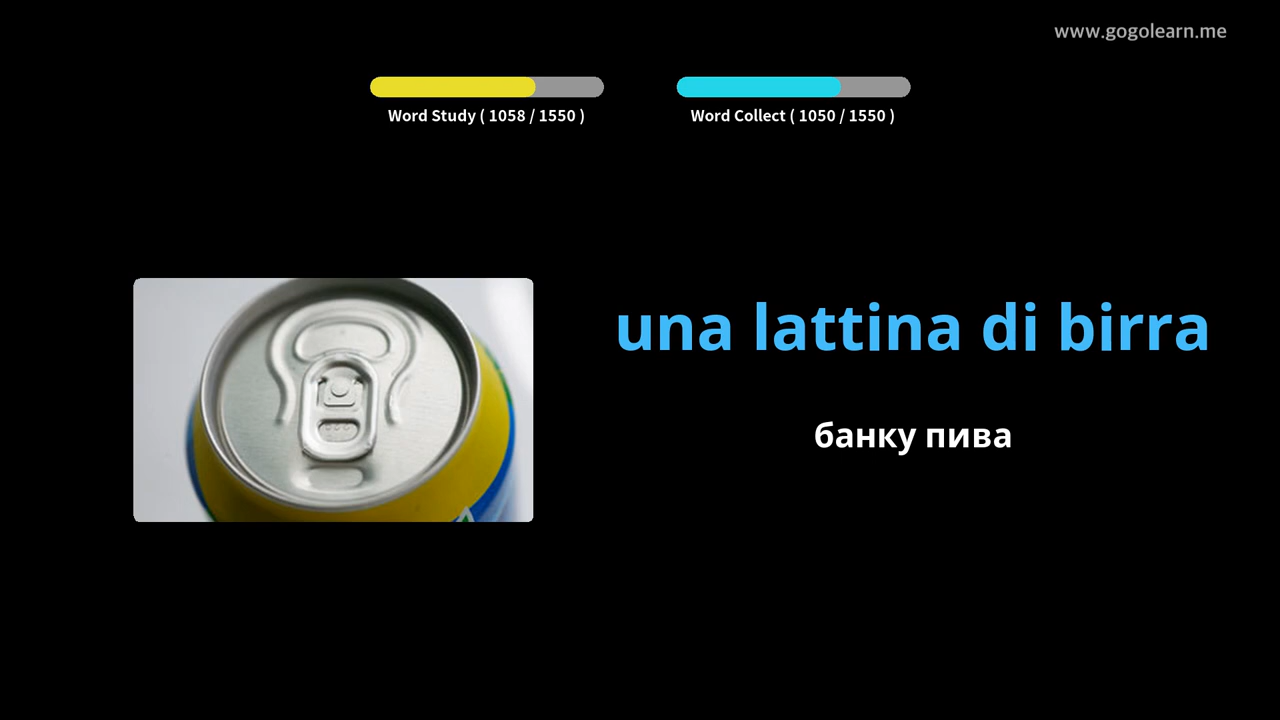 www.gogolearn.me
Word Study ( 1058 / 1550 )
Word Collect ( 1050 / 1550 )
una lattina di birra
банку пива